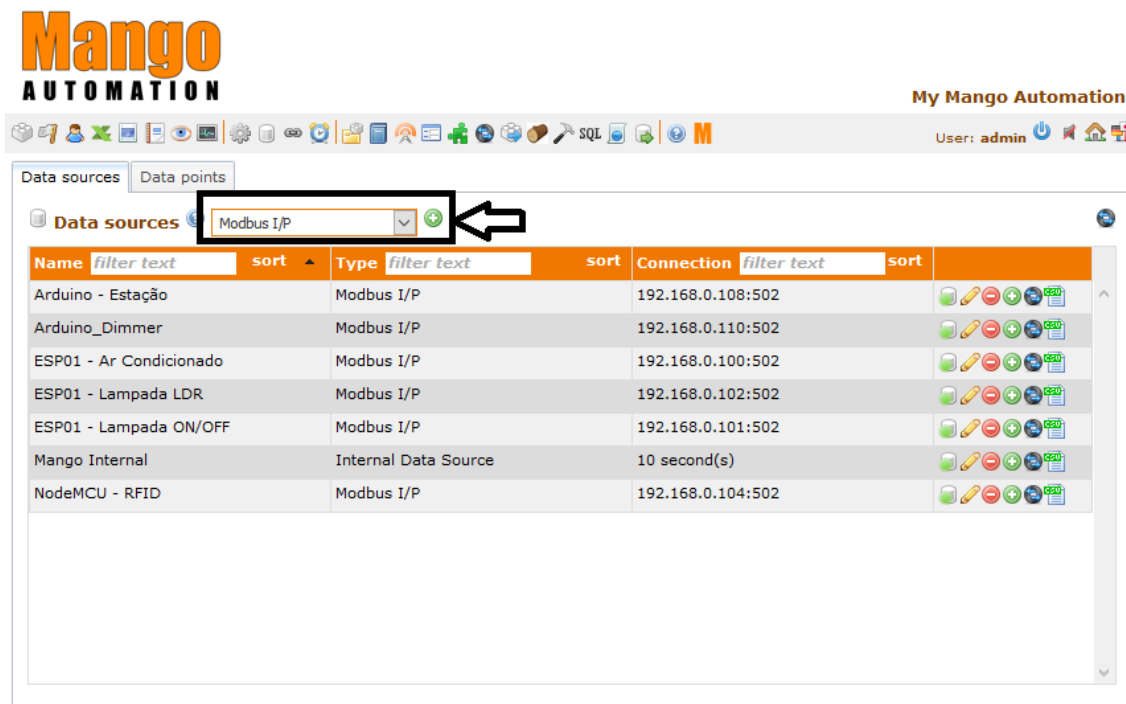 Mango
AUTOMATION
My Mango Automation
SQL M
User: admin
Data sources Data points
Data sources Modbus I/P
Name filter text sort Type filter text sort Connection filter text sort
Arduino - Estação Modbus I/P 192.168.0.108:502
Arduino_Dimmer Modbus I/P 192.168.0.110:502
ESP01 - Ar Condicionado Modbus I/P 192.168.0.100:502
ESP01 - Lampada LDR Modbus I/P 192.168.0.102:502
ESP01 - Lampada ON/OFF Modbus I/P 192.168.0.101:502
Mango Internal Internal Data Source 10 second(s)
NodeMCU - RFID Modbus I/P 192.168.0.104:502